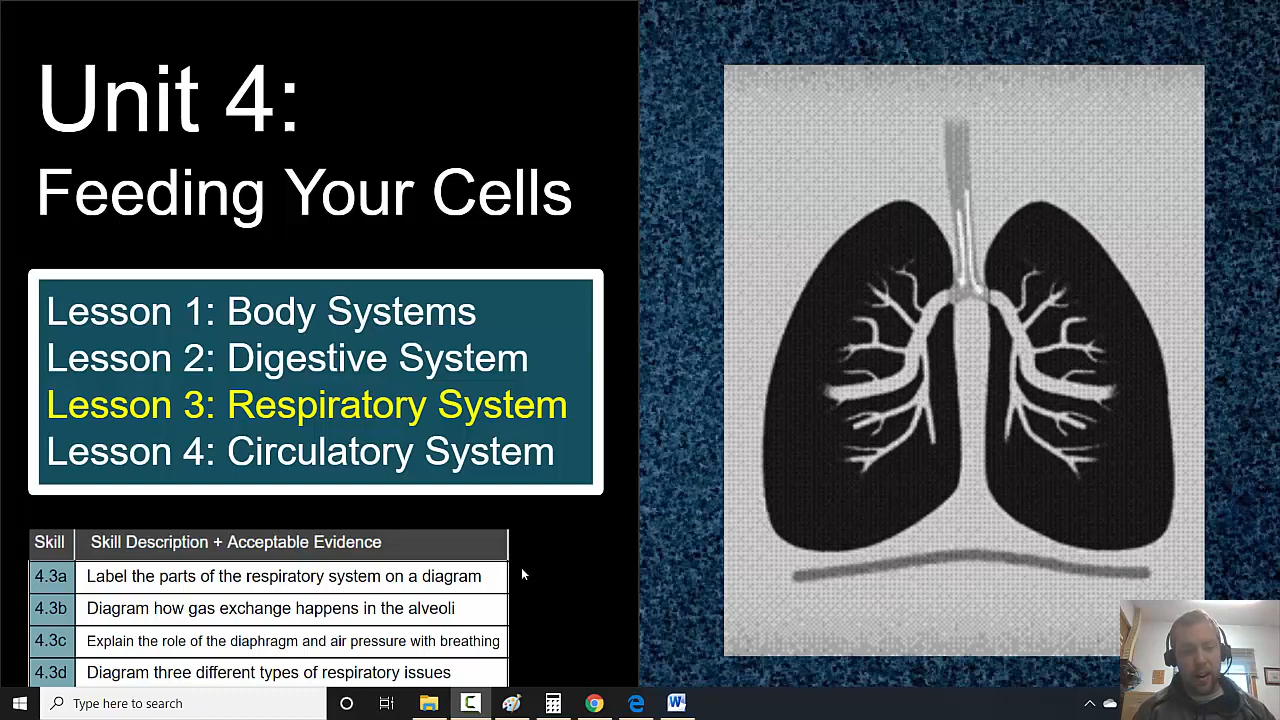 Unit 4:
Feeding Your Cells
Lesson 1: Body Systems
Lesson 2: Digestive System
Lesson 3: Respiratory System
Lesson 4: Circulatory System
Skill Skill Description + Acceptable Evidence
4.3a Label the parts of the respiratory system on a diagram
4.3b Diagram how gas exchange happens in the alveoli
4.3c Explain the role of the diaphragm and air pressure with breathing
4.3d Diagram three different types of respiratory issues
Type here to search